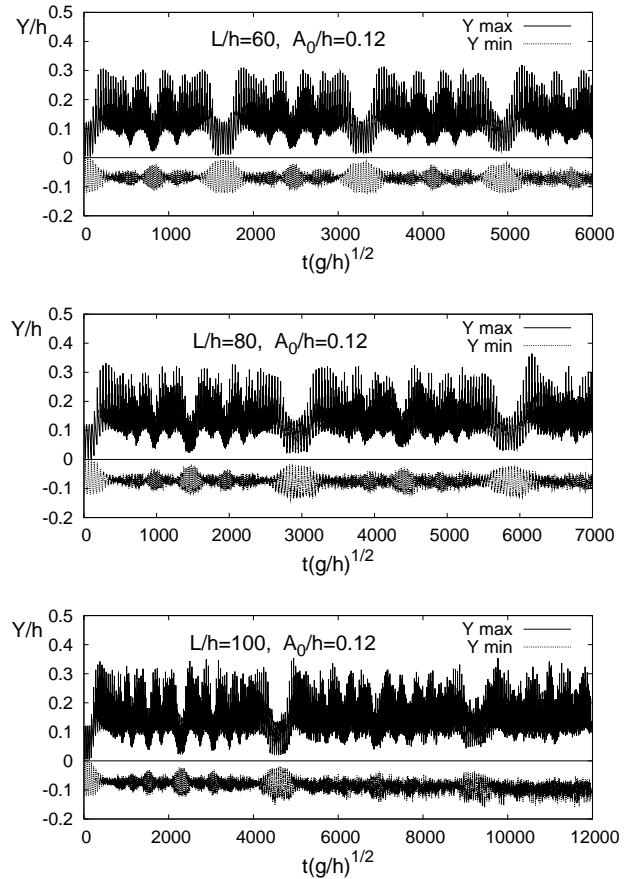 Y/h
L/h=60, A0/h=0.12
Y max
Y min
0.5
0.4
0.3
0.2
0.1
0
-0.1
-0.2
0 1000 2000 3000 4000 5000 6000
t(g/h)1/2
Y/h
L/h=80, A0/h=0.12
Y max
Y min
0.5
0.4
0.3
0.2
0.1
0
-0.1
-0.2
0 1000 2000 3000 4000 5000 6000 7000
t(g/h)1/2
Y/h
L/h=100, A0/h=0.12
Y max
Y min
0.5
0.4
0.3
0.2
0.1
0
-0.1
-0.2
0 2000 4000 6000 8000 10000 12000
t(g/h)1/2